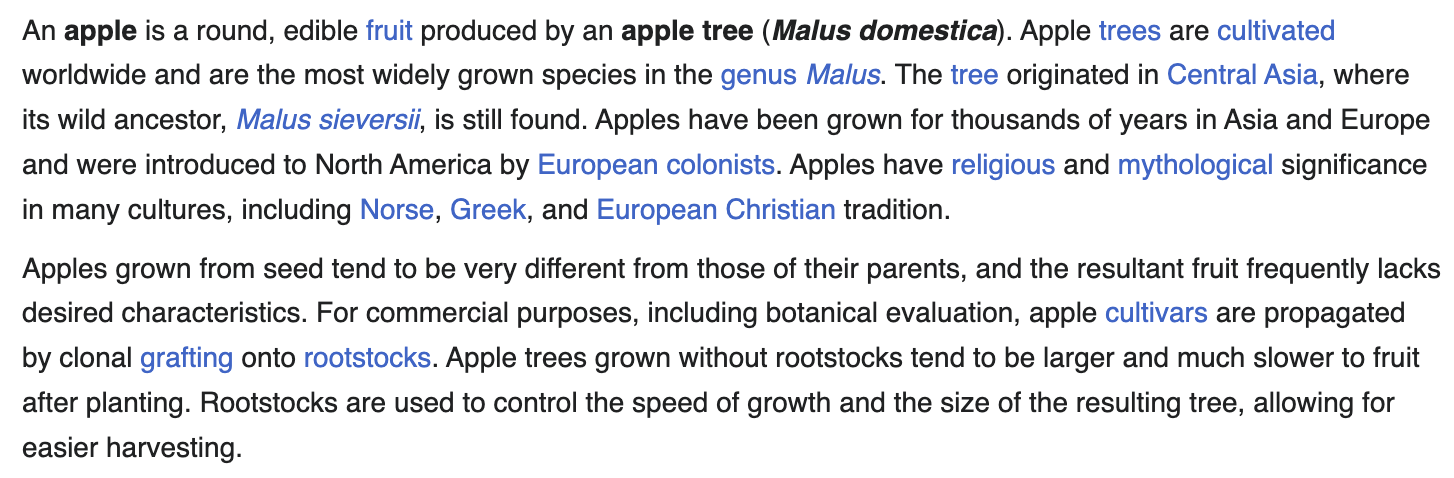 An apple is a round, edible fruit produced by an apple tree (Malus domestica). Apple trees are cultivated
worldwide and are the most widely grown species in the genus Malus. The tree originated in Central Asia, where
its wild ancestor, Malus sieversii, is still found. Apples have been grown for thousands of years in Asia and Europe
and were introduced to North America by European colonists. Apples have religious and mythological significance
in many cultures, including Norse, Greek, and European Christian tradition.
Apples grown from seed tend to be very different from those of their parents, and the resultant fruit frequently lacks
desired characteristics. For commercial purposes, including botanical evaluation, apple cultivars are propagated
by clonal grafting onto rootstocks. Apple trees grown without rootstocks tend to be larger and much slower to fruit
after planting. Rootstocks are used to control the speed of growth and the size of the resulting tree, allowing for
easier harvesting.